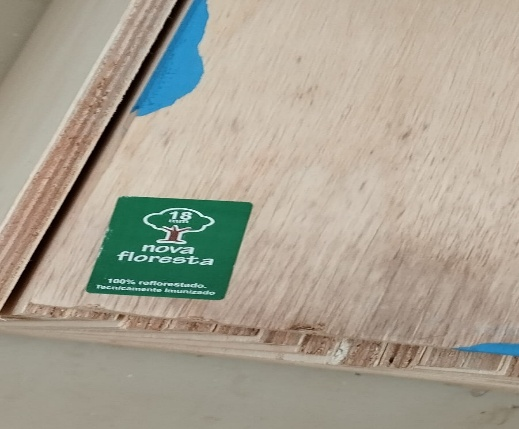 18
mm
nova
floresta
100% reflorestado.
Tecnicamente Imunizado